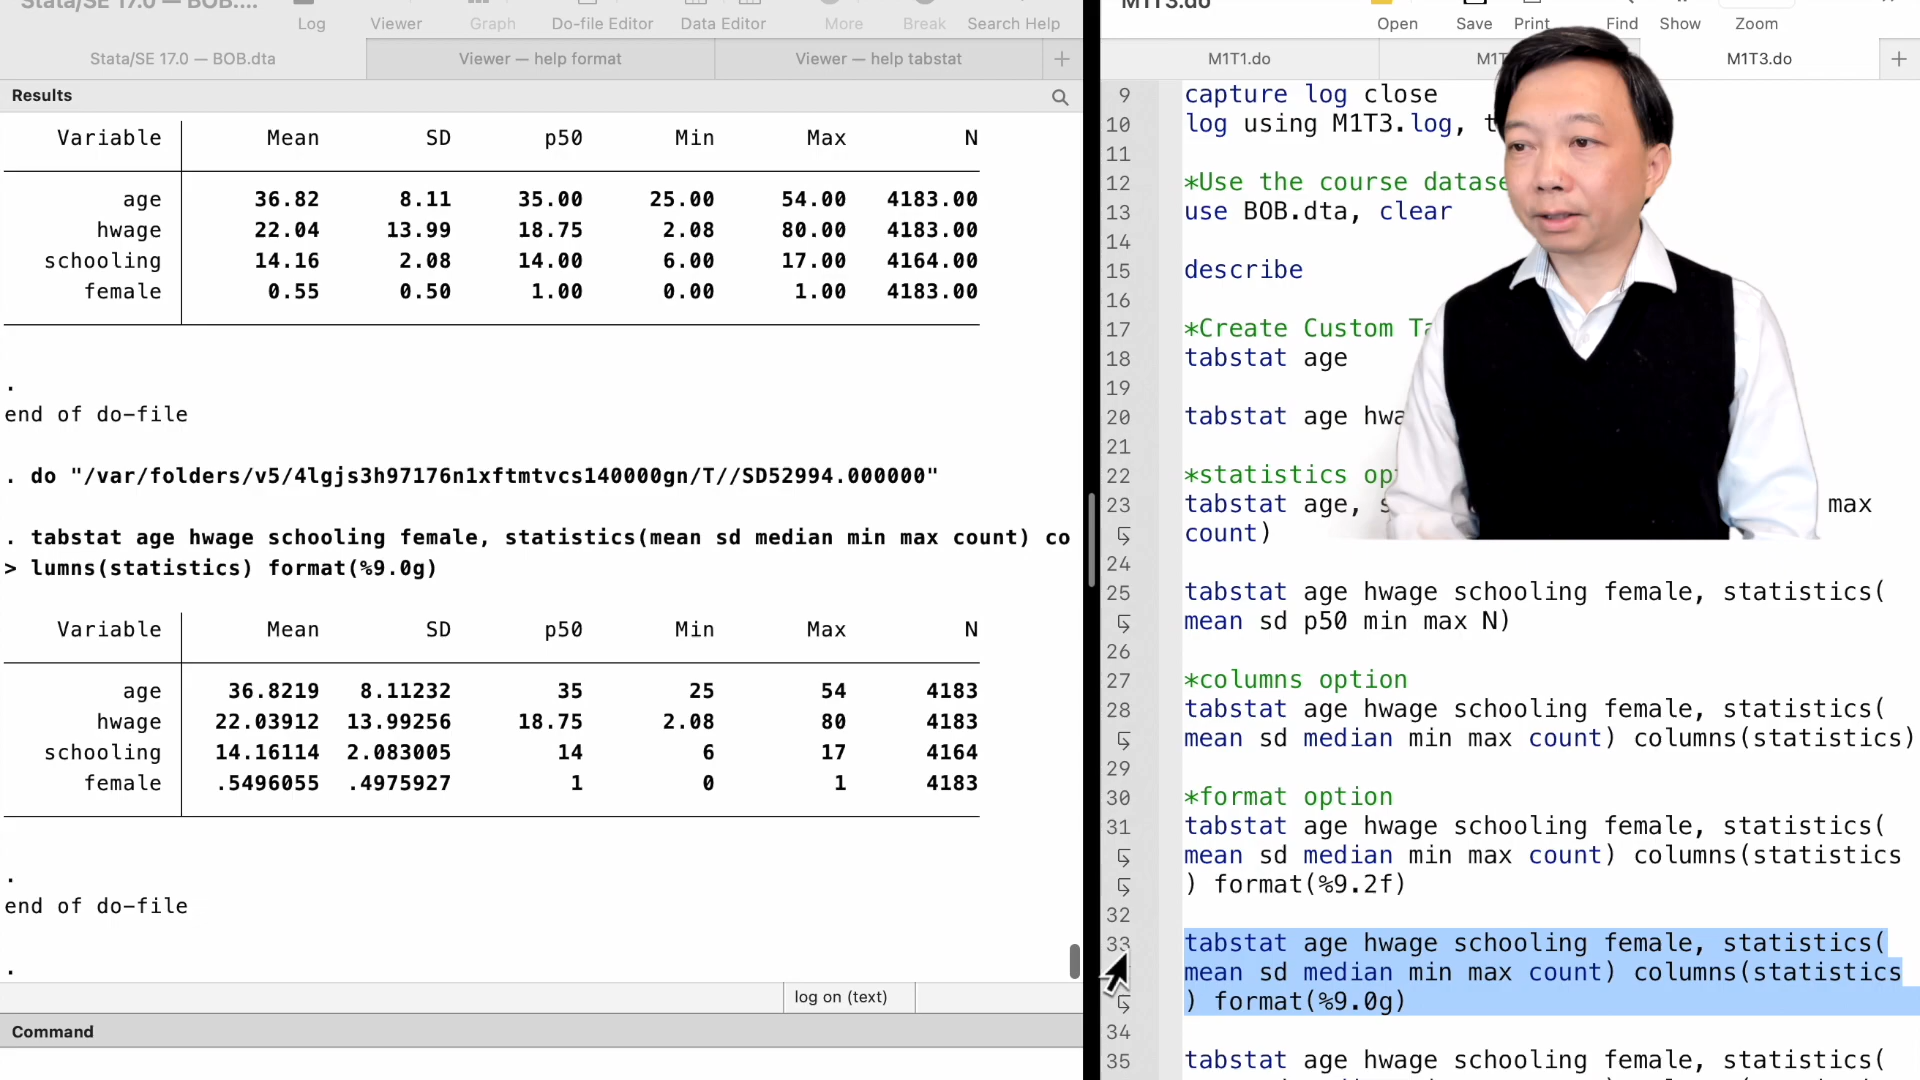 Stata/SE 17.0 — BOB....
Log Viewer Graph Do-file Editor Data Editor More Break Search Help
Stata/SE 17.0 — BOB.dta Viewer — help format Viewer — help tabstat
Results
Variable Mean SD p50 Min Max N
age 36.82 8.11 35.00 25.00 54.00 4183.00
hwage 22.04 13.99 18.75 2.08 80.00 4183.00
schooling 14.16 2.08 14.00 6.00 17.00 4164.00
female 0.55 0.50 1.00 0.00 1.00 4183.00
.
end of do-file
. do "/var/folders/v5/4lgjs3h97176n1xftmtvcs140000gn/T//SD52994.000000"
. tabstat age hwage schooling female, statistics(mean sd median min max count) co
> lumns(statistics) format(%9.0g)
Variable Mean SD p50 Min Max N
age 36.8219 8.11232 35 25 54 4183
hwage 22.03912 13.99256 18.75 2.08 80 4183
schooling 14.16114 2.083005 14 6 17 4164
female .5496055 .4975927 1 0 1 4183
.
end of do-file
.
log on (text)
Command
M1T3.do
Open Save Print Find Show Zoom
M1T1.do M1T M1T3.do
9 capture log close
10 log using M1T3.log, t
11
12 *Use the course datase
13 use BOB.dta, clear
14
15 describe
16
17 *Create Custom Ta
18 tabstat age
19
20 tabstat age hwa
21
22 *statistics op
23 tabstat age, s max
count)
24
25 tabstat age hwage schooling female, statistics(
mean sd p50 min max N)
26
27 *columns option
28 tabstat age hwage schooling female, statistics(
mean sd median min max count) columns(statistics)
29
30 *format option
31 tabstat age hwage schooling female, statistics(
mean sd median min max count) columns(statistics
) format(%9.2f)
32
33 tabstat age hwage schooling female, statistics(
mean sd median min max count) columns(statistics
) format(%9.0g)
34
35 tabstat age hwage schooling female, statistics(